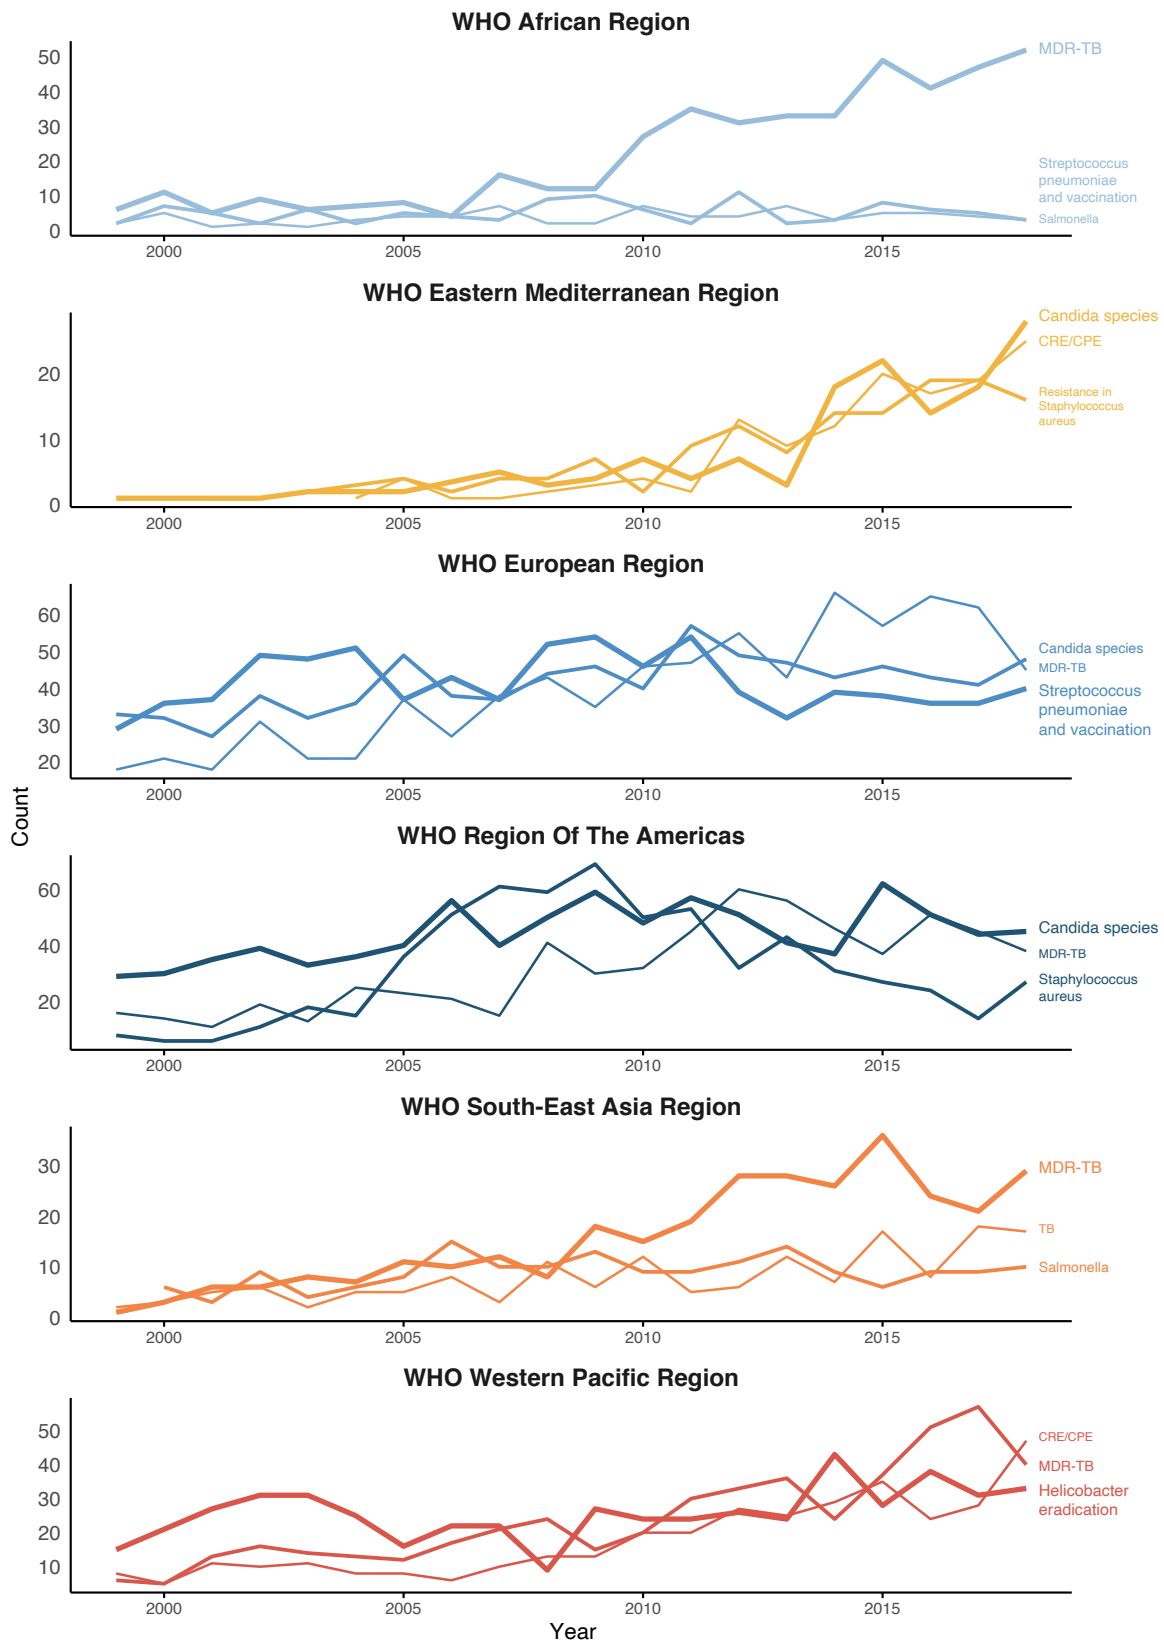 WHO African Region
50
40
30
20
10
0
MDR-TB
Streptococcus
pneumoniae
and vaccination
Salmonella
2000
2005
2010
2015
WHO Eastern Mediterranean Region
20
10
0
Candida species
CRE/CPE
Resistance in
Staphylococcus
aureus
2000
2005
2010
2015
WHO European Region
60
50
40
30
20
Candida species
MDR-TB
Streptococcus
pneumoniae
and vaccination
2000
2005
2010
2015
Count
WHO Region Of The Americas
60
40
20
Candida species
MDR-TB
Staphylococcus
aureus
2000
2005
2010
2015
WHO South-East Asia Region
30
20
10
0
MDR-TB
TB
Salmonella
2000
2005
2010
2015
WHO Western Pacific Region
50
40
30
20
10
CRE/CPE
MDR-TB
Helicobacter
eradication
2000
2005
2010
2015
Year